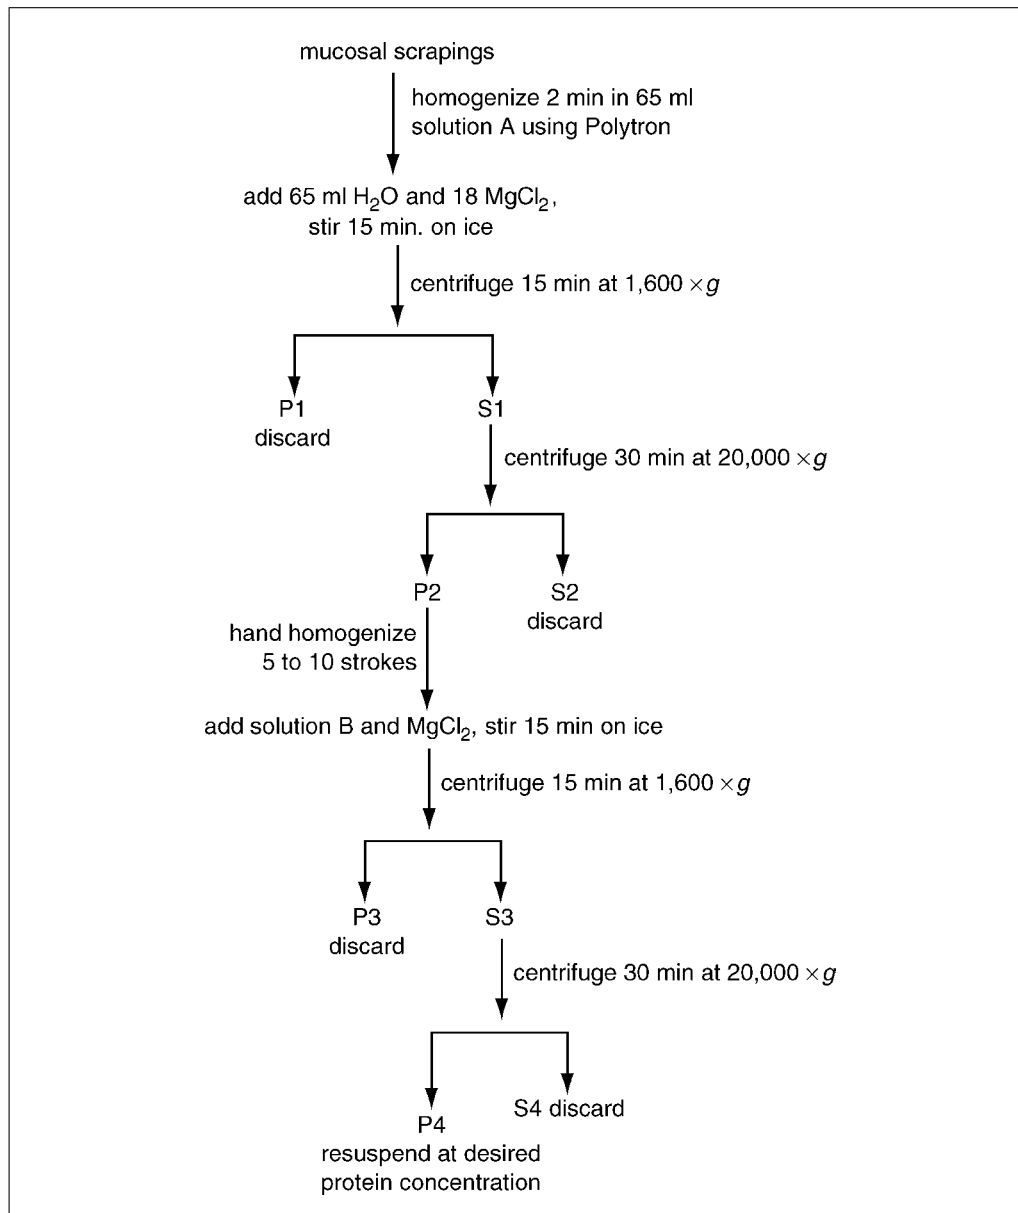 mucosal scrapings
homogenize 2 min in 65 ml
solution A using Polytron
add 65 ml H₂O and 18 MgCl₂,
stir 15 min. on ice
centrifuge 15 min at 1,600 ×g
P1
discard
S1
centrifuge 30 min at 20,000 ×g
P2
S2
discard
hand homogenize
5 to 10 strokes
add solution B and MgCl₂, stir 15 min on ice
centrifuge 15 min at 1,600 ×g
P3
discard
S3
centrifuge 30 min at 20,000 ×g
P4
S4 discard
resuspend at desired
protein concentration